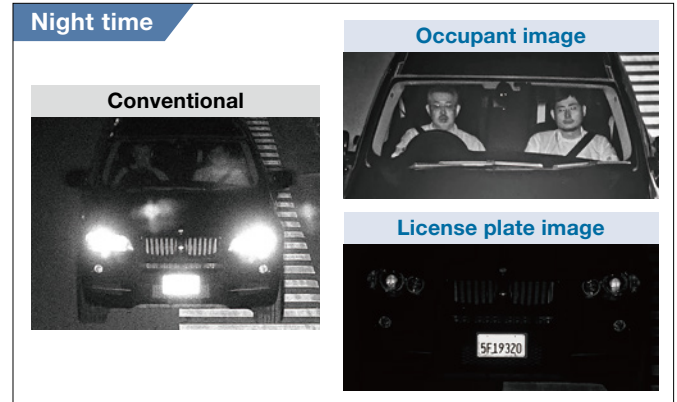 Night time
Conventional
Occupant image
License plate image
5F19320